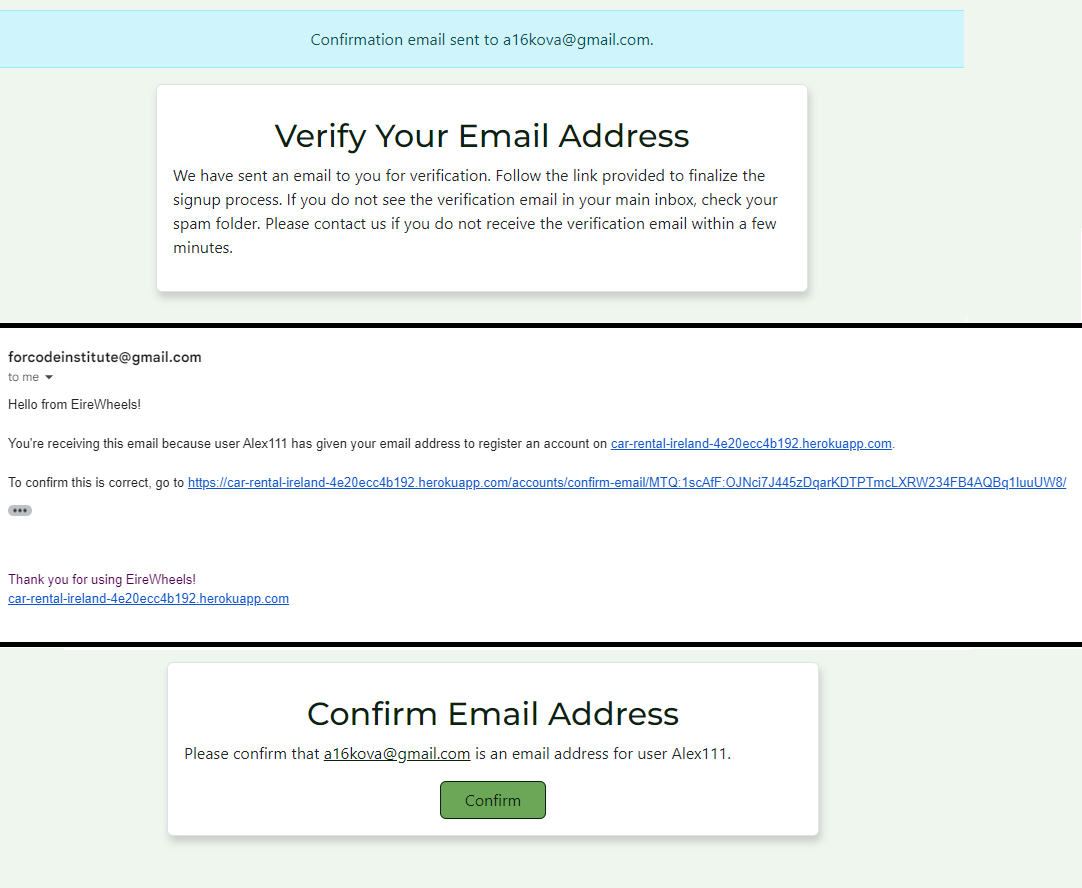 Confirmation email sent to a16kova@gmail.com.
Verify Your Email Address
We have sent an email to you for verification. Follow the link provided to finalize the
signup process. If you do not see the verification email in your main inbox, check your
spam folder. Please contact us if you do not receive the verification email within a few
minutes.
forcodeinstitute@gmail.com
to me
Hello from EireWheels!
You're receiving this email because user Alex111 has given your email address to register an account on car-rental-ireland-4e20ecc4b192.herokuapp.com.
To confirm this is correct, go to https://car-rental-ireland-4e20ecc4b192.herokuapp.com/accounts/confirm-email/MTQ:1scAfF:OJNci7J445zDqarKDTPTmcLXRW234FB4AQBq1IuuUW8/
Thank you for using EireWheels!
car-rental-ireland-4e20ecc4b192.herokuapp.com
Confirm Email Address
Please confirm that a16kova@gmail.com is an email address for user Alex111.
Confirm